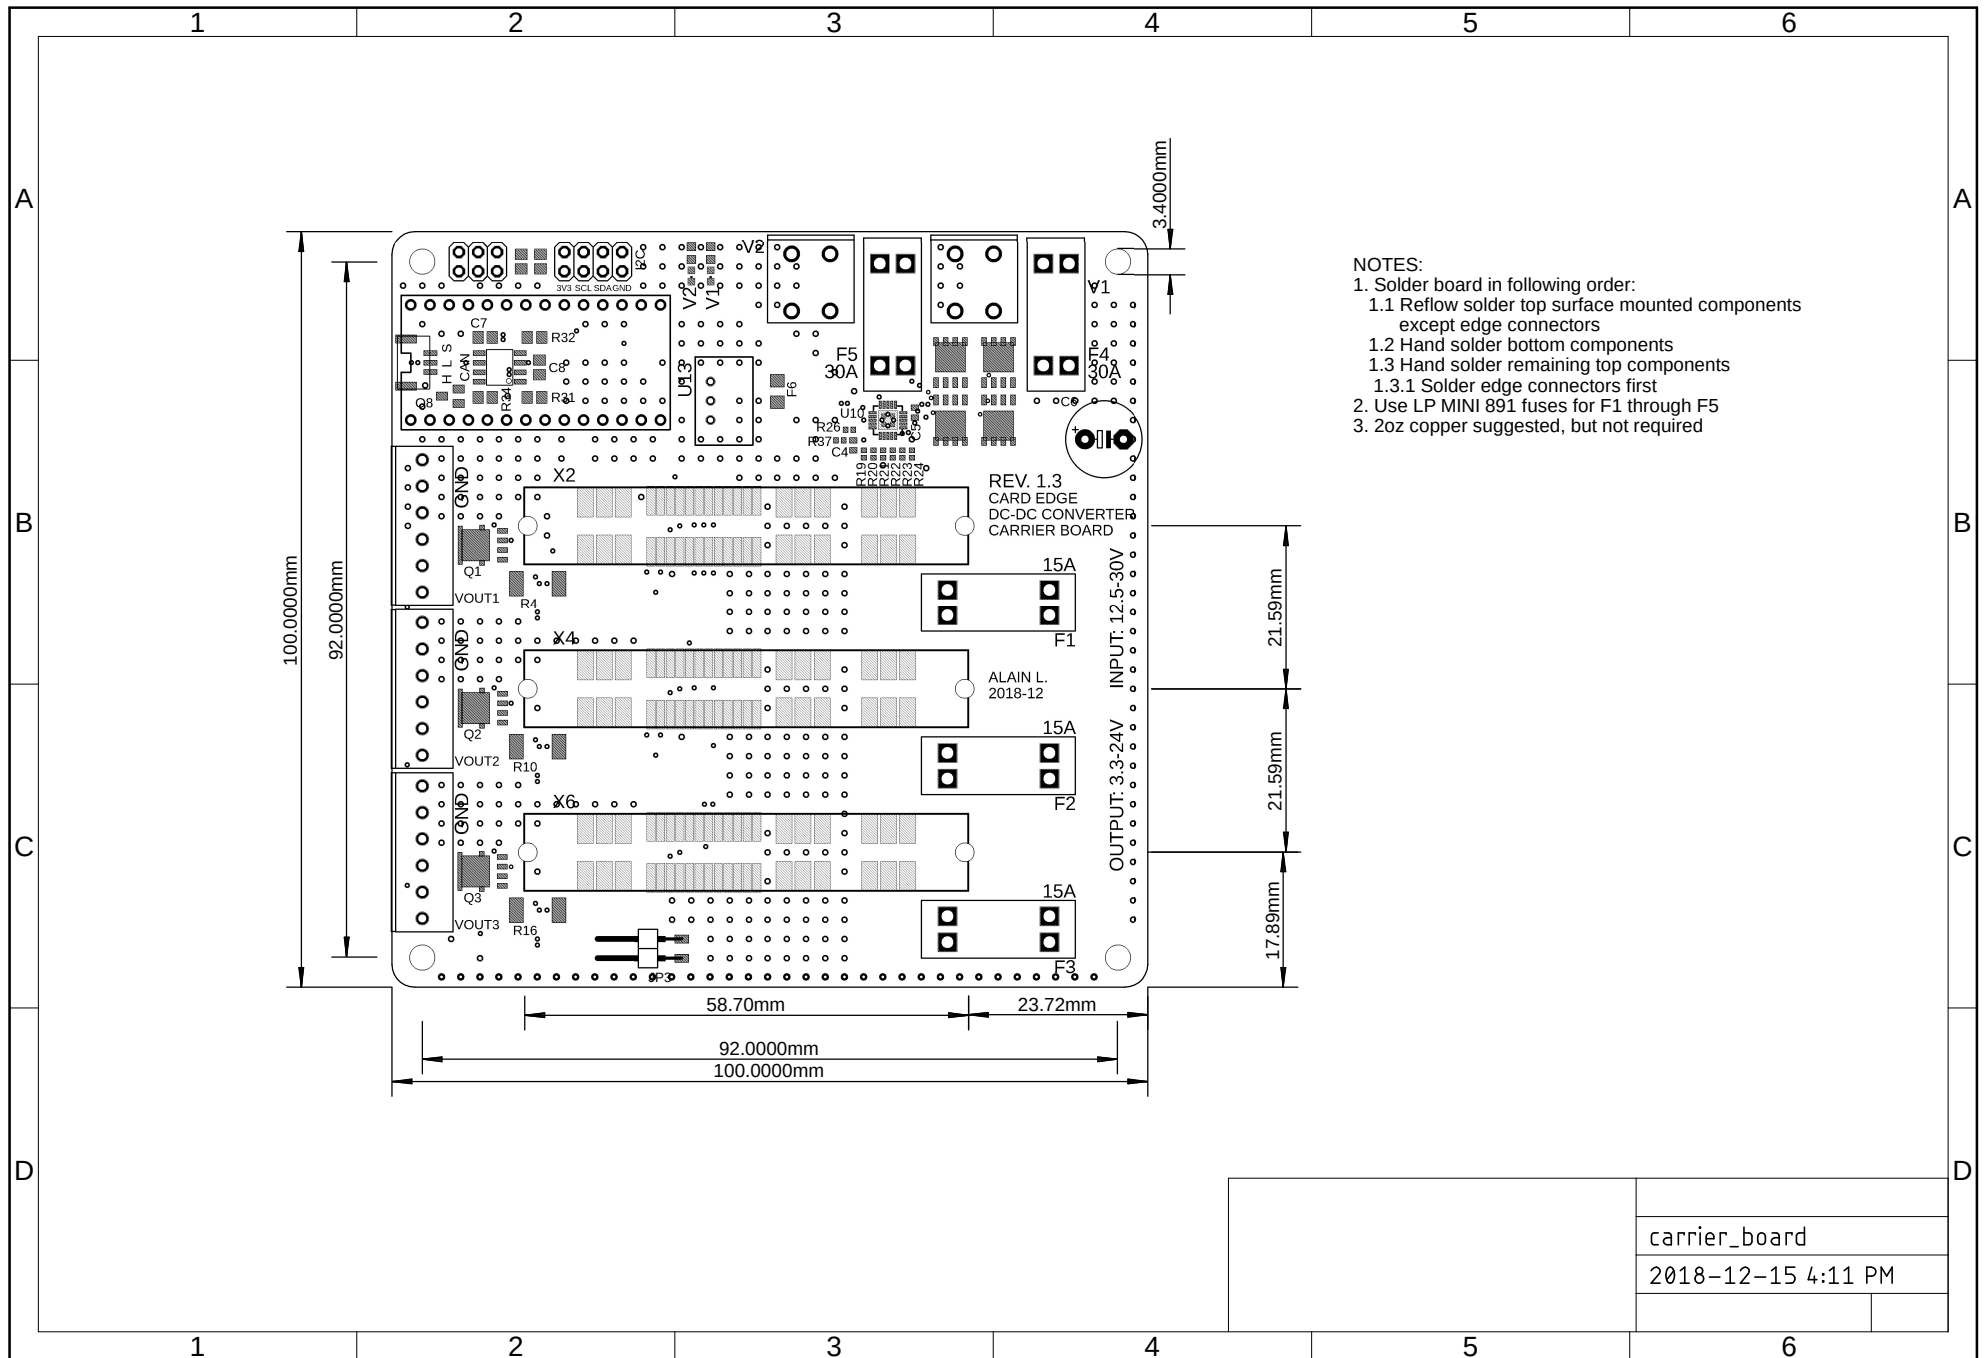 1 2 3 4 5 6
A A
B B
C C
D D
1 2 3 4 5 6
3.4000mm
100.0000mm
92.0000mm
21.59mm
21.59mm
17.89mm
58.70mm
23.72mm
92.0000mm
100.0000mm
NOTES:
1. Solder board in following order:
1.1 Reflow solder top surface mounted components
except edge connectors
1.2 Hand solder bottom components
1.3 Hand solder remaining top components
1.3.1 Solder edge connectors first
2. Use LP MINI 891 fuses for F1 through F5
3. 2oz copper suggested, but not required
I2C
3V3 SCL SDA GND
V2
V1
V2
V1
C7
R32
H L S
CAN
C8
Q8
R34
R31
U13
F6
F5
30A
F4
30A
U10
C6
R26
R37
C4
C5
R19
R20
R21
R22
R23
R24
+
X2
REV. 1.3
CARD EDGE
DC-DC CONVERTER
CARRIER BOARD
GND
Q1
VOUT1
R4
15A
F1
INPUT: 12.5-30V
X4
GND
ALAIN L.
2018-12
Q2
VOUT2
R10
15A
F2
OUTPUT: 3.3-24V
X6
GND
Q3
VOUT3
R16
15A
F3
JP3
carrier_board
2018-12-15 4:11 PM